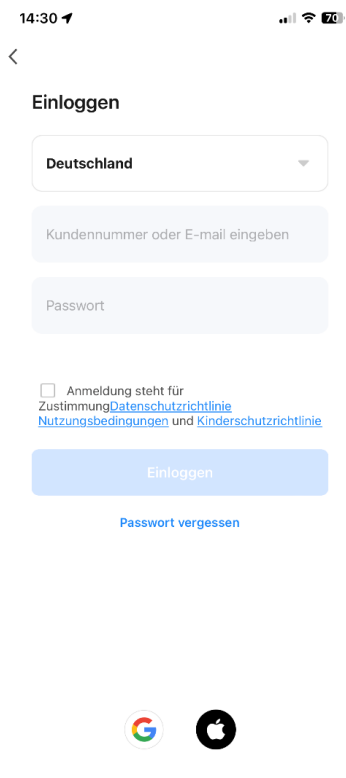 14:30
70
Einloggen
Deutschland
Kundennummer oder E-mail eingeben
Passwort
Anmeldung steht für
ZustimmungDatenschutzrichtlinie
Nutzungsbedingungen und Kinderschutzrichtlinie
Einloggen
Passwort vergessen